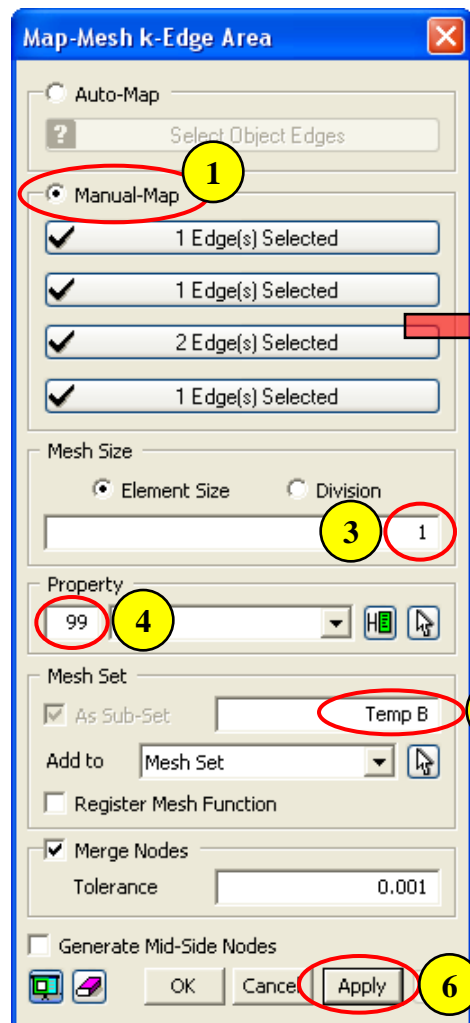 Map-Mesh k-Edge Area
Auto-Map
? Select Object Edges
1
Manual-Map
1 Edge(s) Selected
1 Edge(s) Selected
2 Edge(s) Selected
1 Edge(s) Selected
Mesh Size
Element Size Division
3 1
Property
99 4
Mesh Set
As Sub-Set Temp B
Add to Mesh Set
Register Mesh Function
Merge Nodes
Tolerance 0.001
Generate Mid-Side Nodes
OK Cancel Apply 6